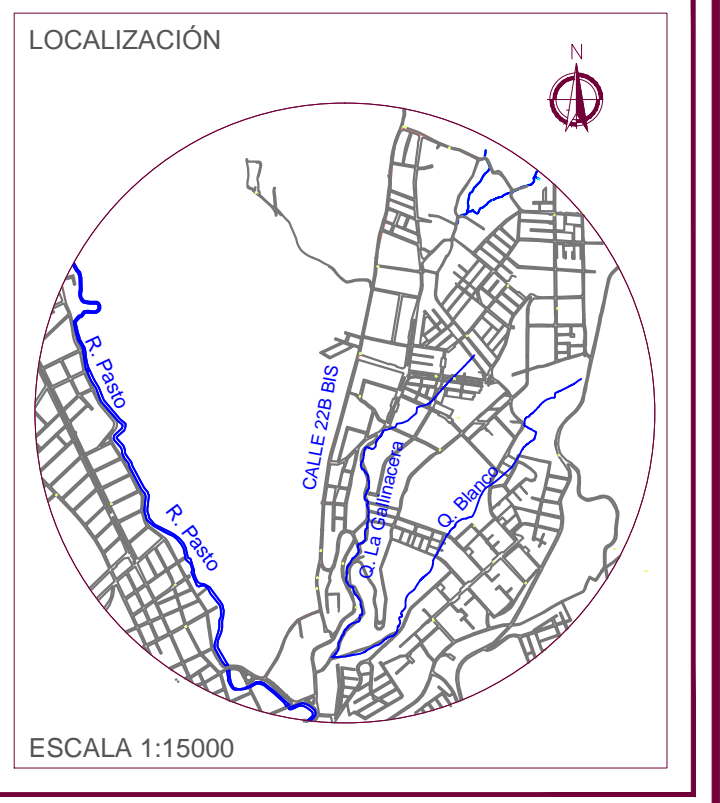 LOCALIZACIÓN
N
R. Pasto
CALLE 22B BIS
Q. La Gallinacera
Q. Blanco
R. Pasto
ESCALA 1:15000